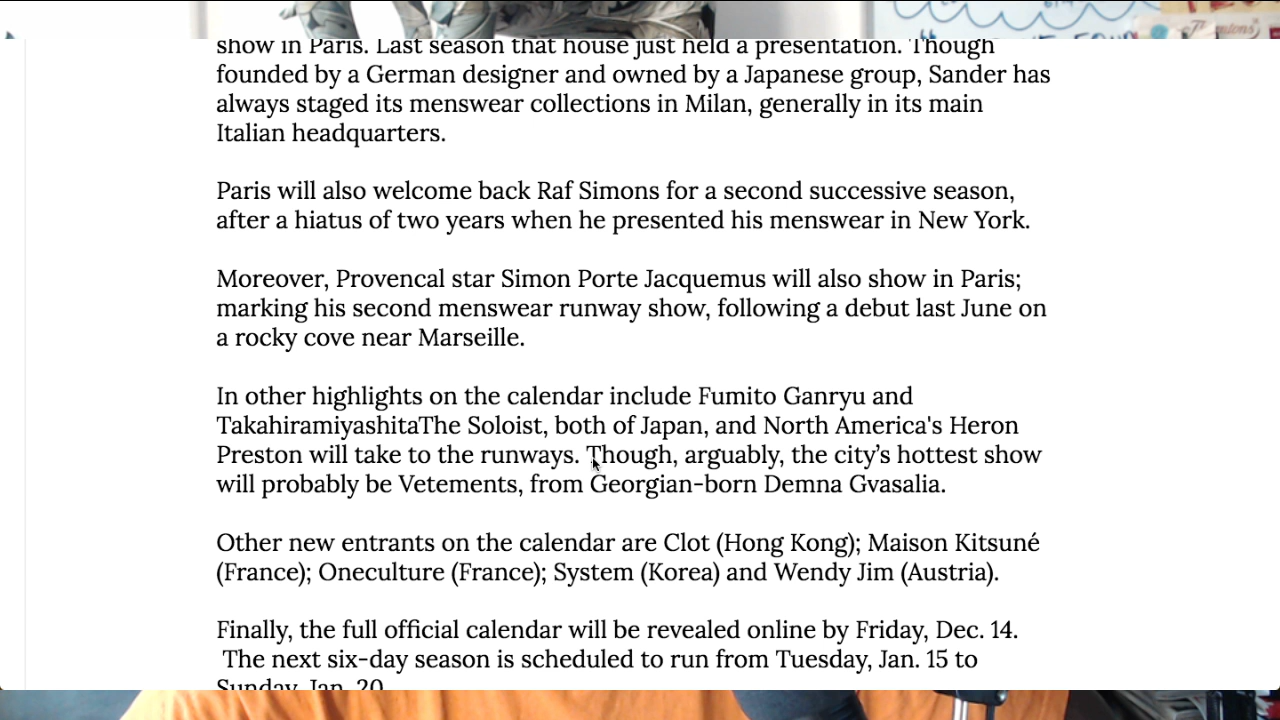 show in Paris. Last season that house just held a presentation. Though
founded by a German designer and owned by a Japanese group, Sander has
always staged its menswear collections in Milan, generally in its main
Italian headquarters.
Paris will also welcome back Raf Simons for a second successive season,
after a hiatus of two years when he presented his menswear in New York.
Moreover, Provencal star Simon Porte Jacquemus will also show in Paris;
marking his second menswear runway show, following a debut last June on
a rocky cove near Marseille.
In other highlights on the calendar include Fumito Ganryu and
TakahiramiyashitaThe Soloist, both of Japan, and North America's Heron
Preston will take to the runways. Though, arguably, the city’s hottest show
will probably be Vetements, from Georgian-born Demna Gvasalia.
Other new entrants on the calendar are Clot (Hong Kong); Maison Kitsuné
(France); Oneculture (France); System (Korea) and Wendy Jim (Austria).
Finally, the full official calendar will be revealed online by Friday, Dec. 14.
The next six-day season is scheduled to run from Tuesday, Jan. 15 to
Sunday, Jan. 20